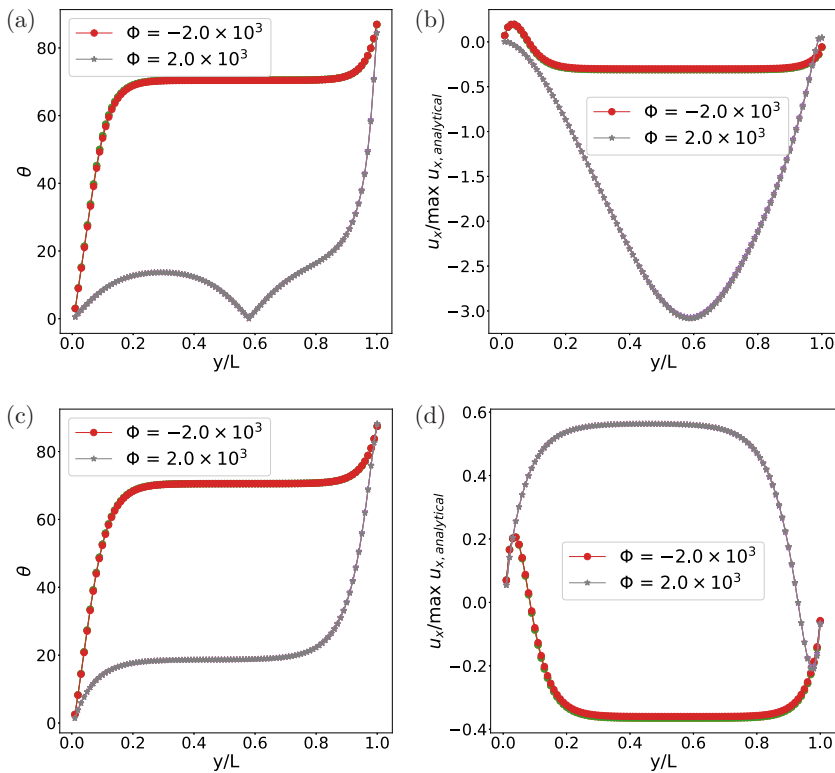 (a)
Φ = −2.0 × 10³
Φ = 2.0 × 10³
θ
80
60
40
20
0
0.0 0.2 0.4 0.6 0.8 1.0
y/L
(b)
Φ = −2.0 × 10³
Φ = 2.0 × 10³
u_x/max u_{x, analytical}
0.0
−0.5
−1.0
−1.5
−2.0
−2.5
−3.0
0.0 0.2 0.4 0.6 0.8 1.0
y/L
(c)
Φ = −2.0 × 10³
Φ = 2.0 × 10³
θ
80
60
40
20
0
0.0 0.2 0.4 0.6 0.8 1.0
y/L
(d)
Φ = −2.0 × 10³
Φ = 2.0 × 10³
u_x/max u_{x, analytical}
0.6
0.4
0.2
0.0
−0.2
−0.4
0.0 0.2 0.4 0.6 0.8 1.0
y/L